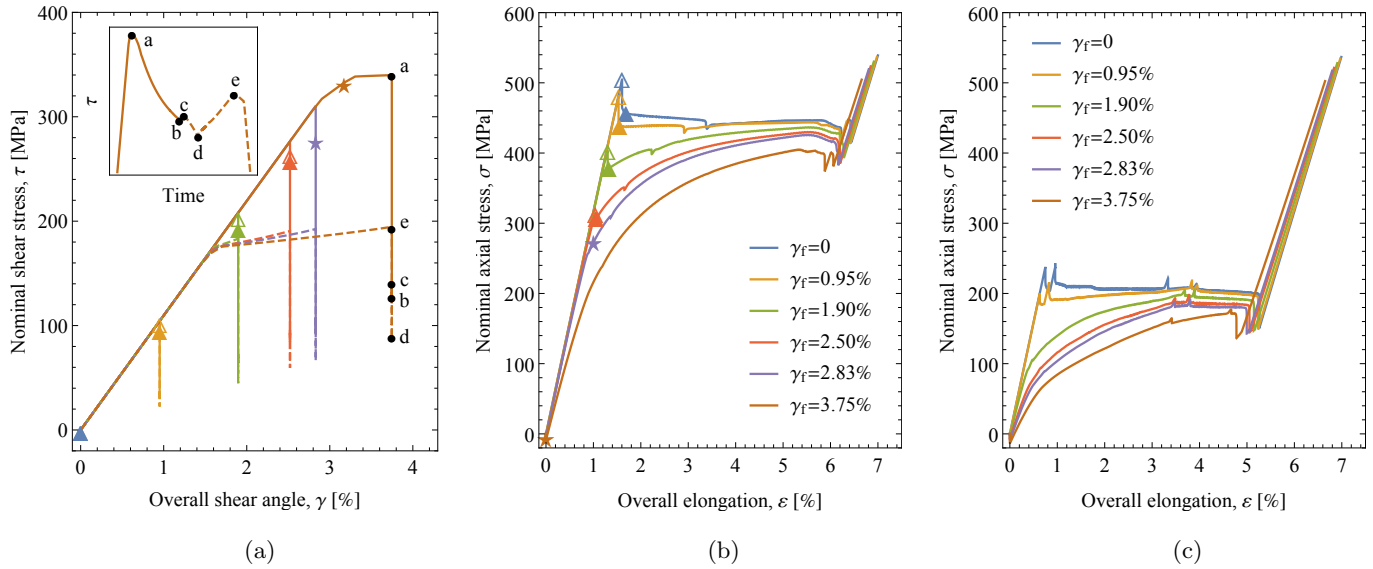 400
300
200
100
0
Nominal shear stress, τ [MPa]
0
1
2
3
4
Overall shear angle, γ [%]
a
b
c
d
e
τ
Time
a
e
c
b
d
(a)
600
500
400
300
200
100
0
Nominal axial stress, σ [MPa]
0
1
2
3
4
5
6
7
Overall elongation, ε [%]
γf=0
γf=0.95%
γf=1.90%
γf=2.50%
γf=2.83%
γf=3.75%
(b)
600
500
400
300
200
100
0
Nominal axial stress, σ [MPa]
0
1
2
3
4
5
6
7
Overall elongation, ε [%]
γf=0
γf=0.95%
γf=1.90%
γf=2.50%
γf=2.83%
γf=3.75%
(c)